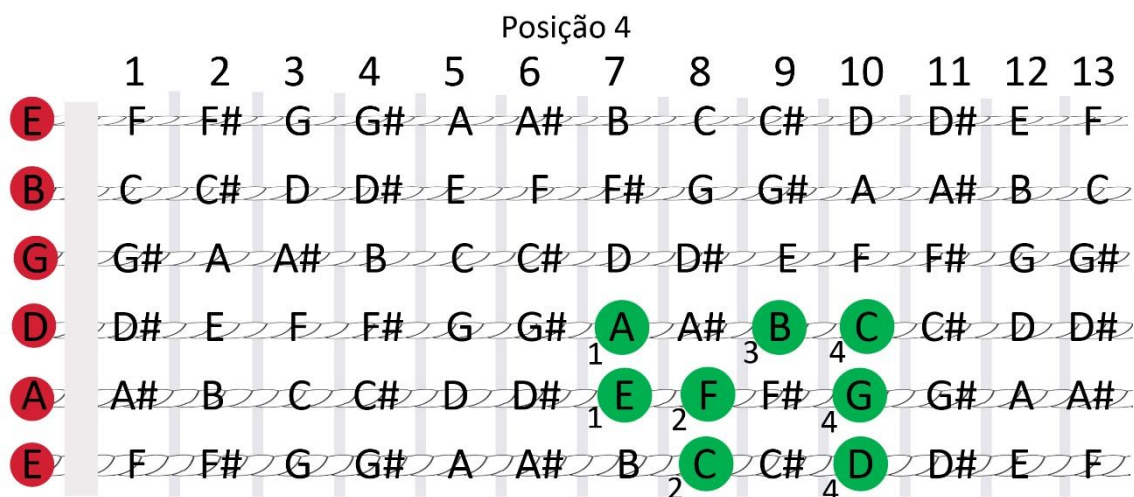 Posição 4
1 2 3 4 5 6 7 8 9 10 11 12 13
E F F# G G# A A# B C C# D D# E F
B C C# D D# E F F# G G# A A# B C
G G# A A# B C C# D D# E F F# G G#
D D# E F F# G G# A A# B C C# D D#
1 3 4
A A# B C C# D D# E F F# G G# A A#
1 2 4
E F F# G G# A A# B C C# D D# E F
2 4